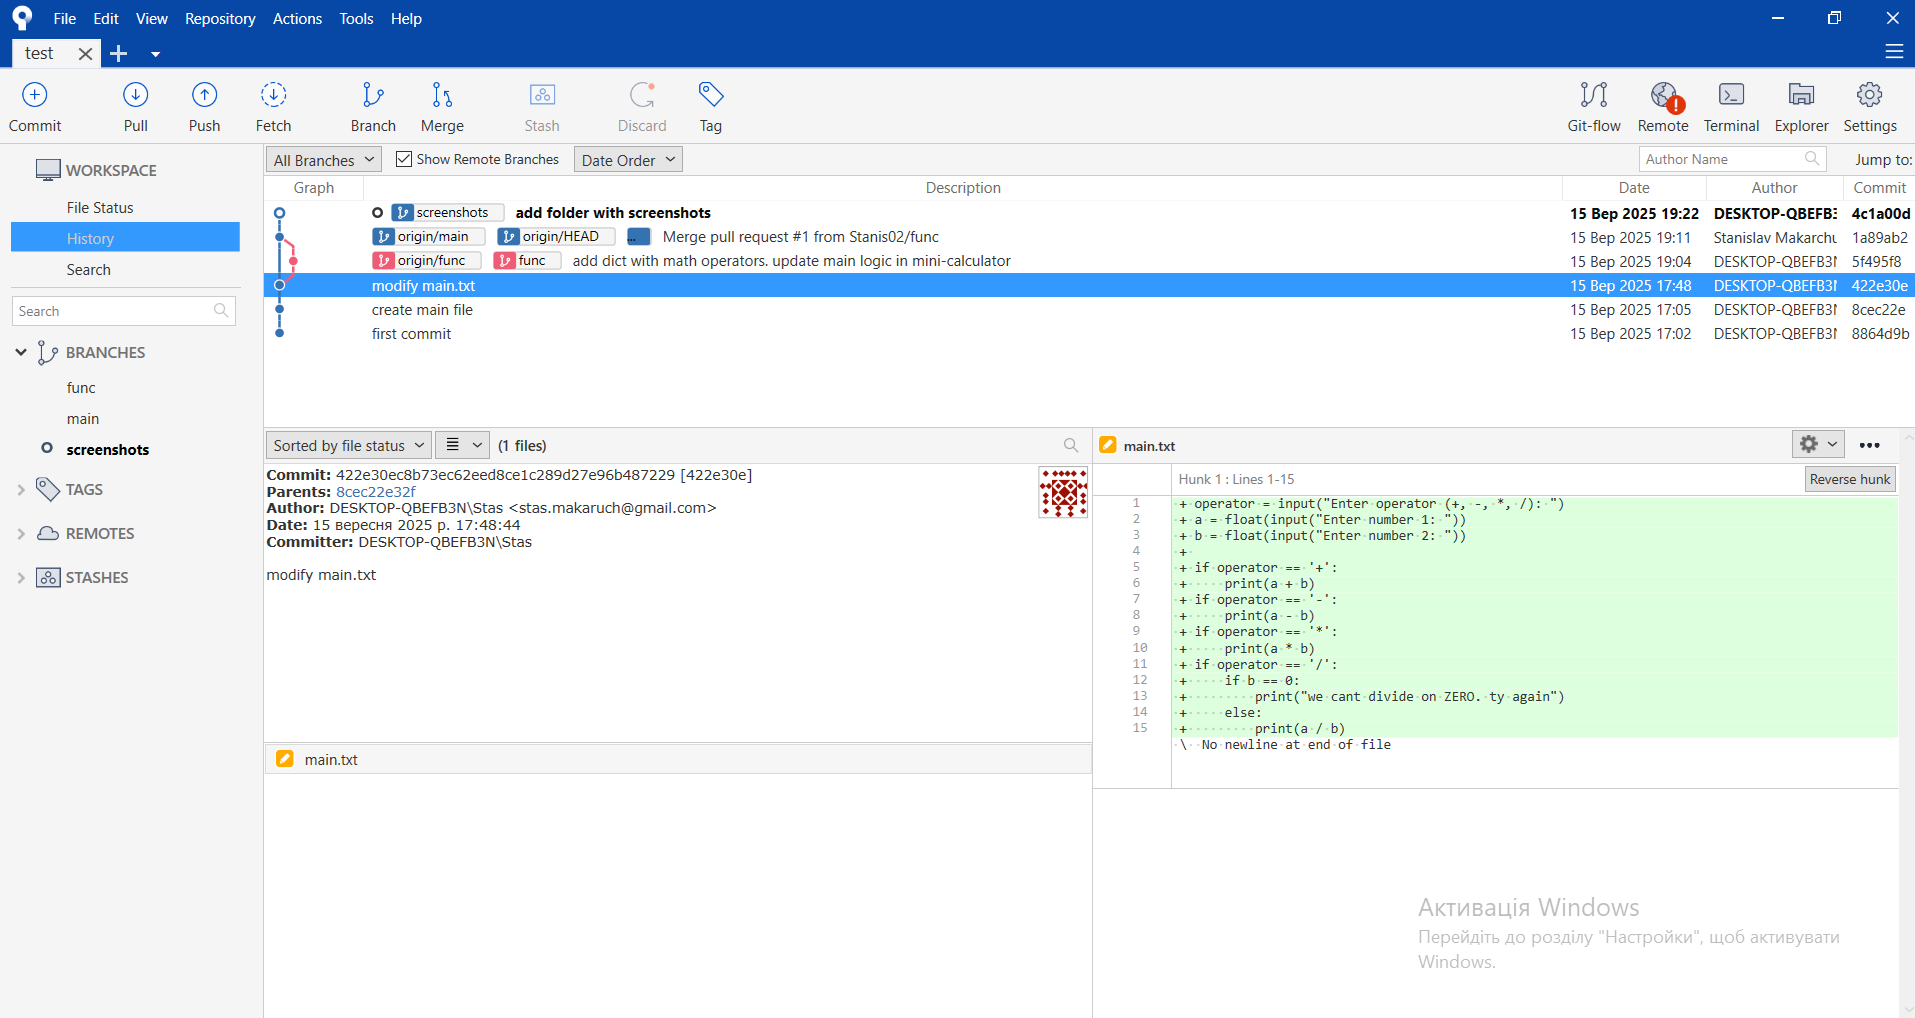 File Edit View Repository Actions Tools Help
test
Commit Pull Push Fetch Branch Merge Stash Discard Tag Git-flow Remote Terminal Explorer Settings
WORKSPACE
File Status
History
Search
Search
BRANCHES
func
main
screenshots
TAGS
REMOTES
STASHES
All Branches Show Remote Branches Date Order Author Name Jump to:
Graph Description Date Author Commit
screenshots add folder with screenshots 15 Вер 2025 19:22 DESKTOP-QBEFB3 4c1a00d
origin/main origin/HEAD ... Merge pull request #1 from Stanis02/func 15 Вер 2025 19:11 Stanislav Makarchu 1a89ab2
origin/func func add dict with math operators. update main logic in mini-calculator 15 Вер 2025 19:04 DESKTOP-QBEFB3N 5f495f8
modify main.txt 15 Вер 2025 17:48 DESKTOP-QBEFB3N 422e30e
create main file 15 Вер 2025 17:05 DESKTOP-QBEFB3N 8cec22e
first commit 15 Вер 2025 17:02 DESKTOP-QBEFB3N 8864d9b
Sorted by file status (1 files)
Commit: 422e30ec8b73ec62eed8ce1c289d27e96b487229 [422e30e]
Parents: 8cec22e32f
Author: DESKTOP-QBEFB3N\Stas <stas.makaruch@gmail.com>
Date: 15 вересня 2025 р. 17:48:44
Committer: DESKTOP-QBEFB3N\Stas
modify main.txt
main.txt
main.txt
Hunk 1 : Lines 1-15 Reverse hunk
1 + operator = input("Enter operator (+, -, *, /): ")
2 + a = float(input("Enter number 1: "))
3 + b = float(input("Enter number 2: "))
4 +
5 + if operator == '+':
6 +     print(a + b)
7 + if operator == '-':
8 +     print(a - b)
9 + if operator == '*':
10 +     print(a * b)
11 + if operator == '/':
12 +     if b == 0:
13 +         print("we cant divide on ZERO. ty again")
14 +     else:
15 +         print(a / b)
\ No newline at end of file
Активація Windows
Перейдіть до розділу "Настройки", щоб активувати
Windows.